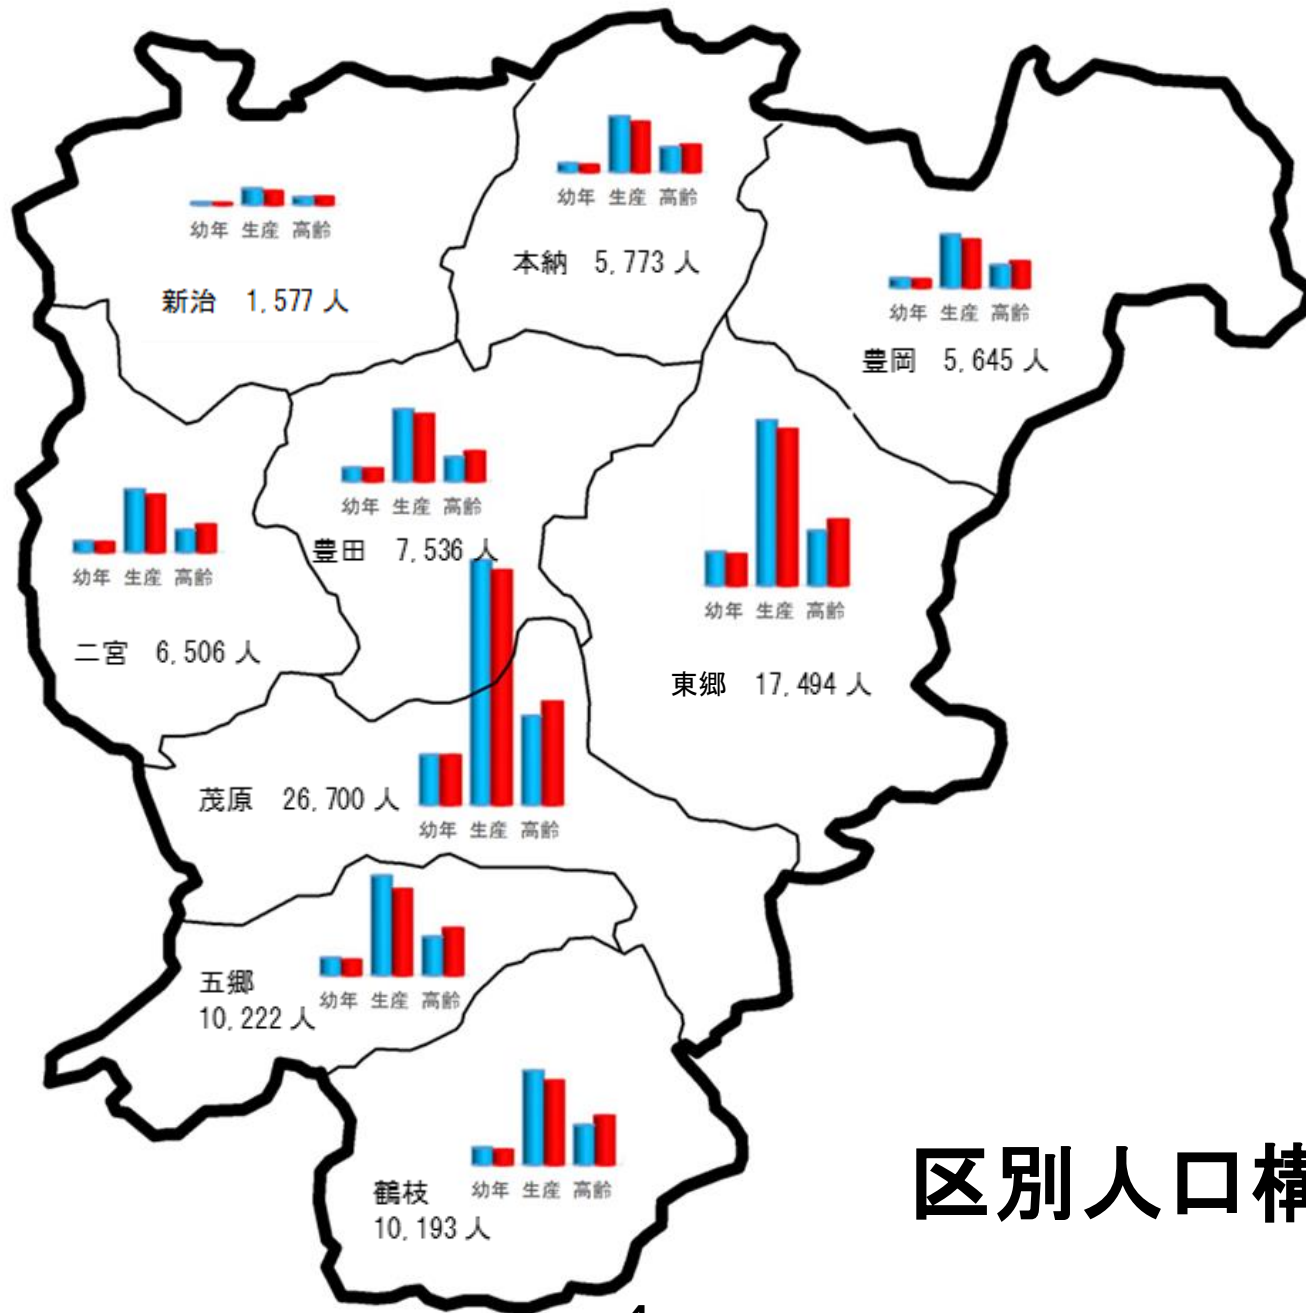 幼年 生産 高齢
本納 5,773 人
幼年 生産 高齢
新治 1,577 人
幼年 生産 高齢
豊岡 5,645 人
幼年 生産 高齢
豊田 7,536 人
幼年 生産 高齢
二宮 6,506 人
幼年 生産 高齢
東郷 17,494 人
茂原 26,700 人
幼年 生産 高齢
五郷
10,222 人
幼年 生産 高齢
鶴枝
10,193 人
幼年 生産 高齢
区別人口構